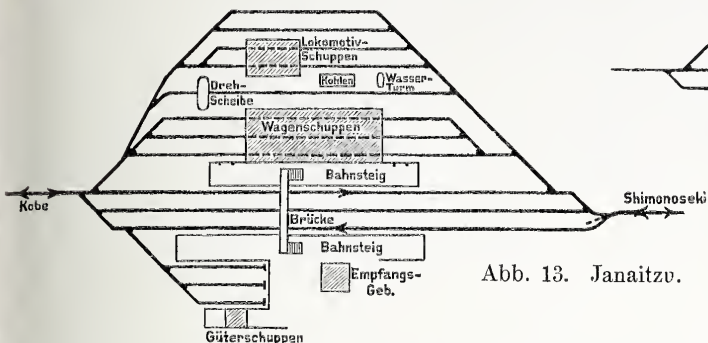 Lokomotiv-
Schuppen
Kohlen
Wasser-
Turm
Dreh-
Scheibe
Wagenschuppen
Bahnsteig
Kobe
Shimonoseki
Brücke
Bahnsteig
Empfangs-
Geb.
Güterschuppen
Abb. 13. Janaitzu.